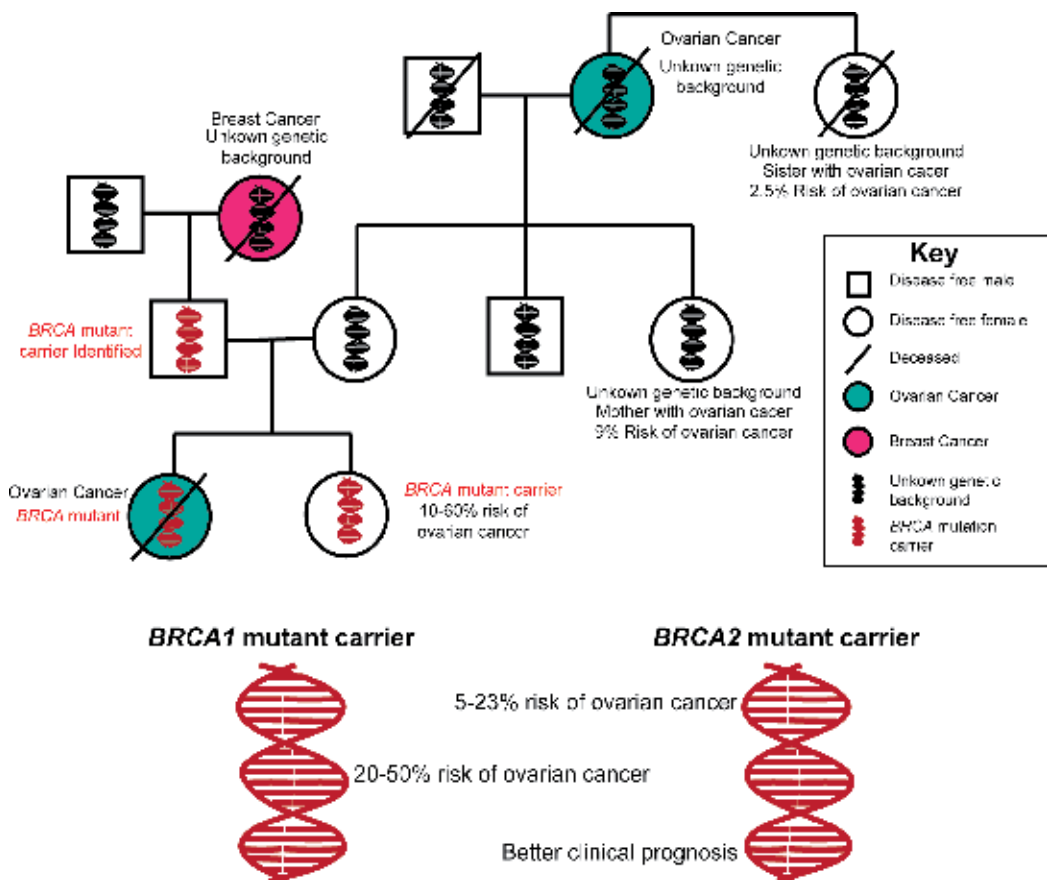 Ovarian Cancer
Unkown genetic
background
Breast Cancer
Unkown genetic
background
Unkown genetic background
Sister with ovarian cacer
2.5% Risk of ovarian cancer
BRCA mutant
carrier Identified
Unkown genetic background
Mother with ovarian cacer
9% Risk of ovarian cancer
Ovarian Cancer
BRCA mutant
BRCA mutant carrier
10-60% risk of
ovarian cancer
Key
Disease free male
Disease free female
Deceased
Ovarian Cancer
Breast Cancer
Unkown genetic
background
BRCA mutation
carrier
BRCA1 mutant carrier
20-50% risk of ovarian cancer
BRCA2 mutant carrier
5-23% risk of ovarian cancer
Better clinical prognosis